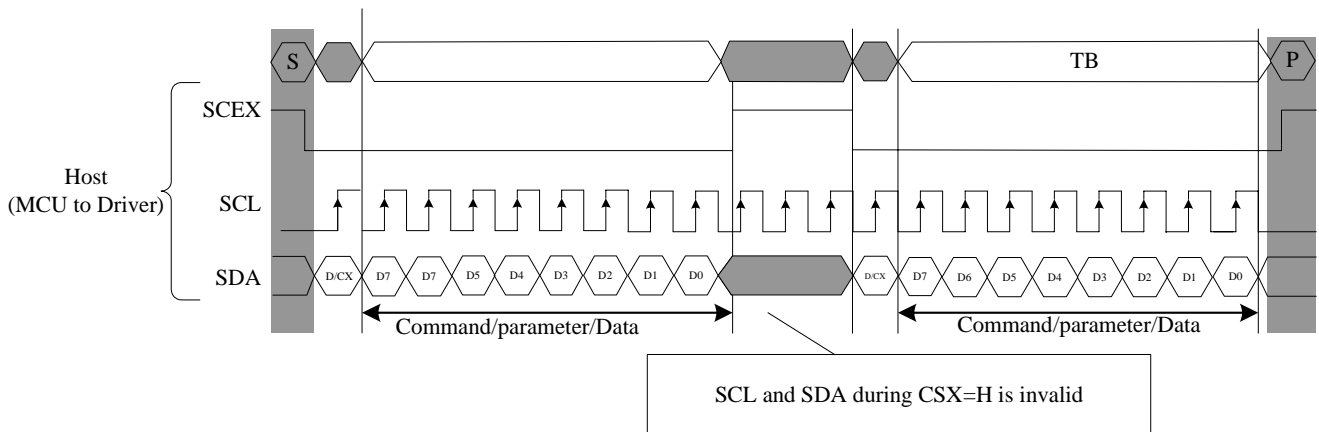 S
TB
P
SCEX
Host
(MCU to Driver)
SCL
SDA
D/CX D7 D7 D5 D4 D3 D2 D1 D0 D/CX D7 D6 D5 D4 D3 D2 D1 D0
Command/parameter/Data
Command/parameter/Data
SCL and SDA during CSX=H is invalid